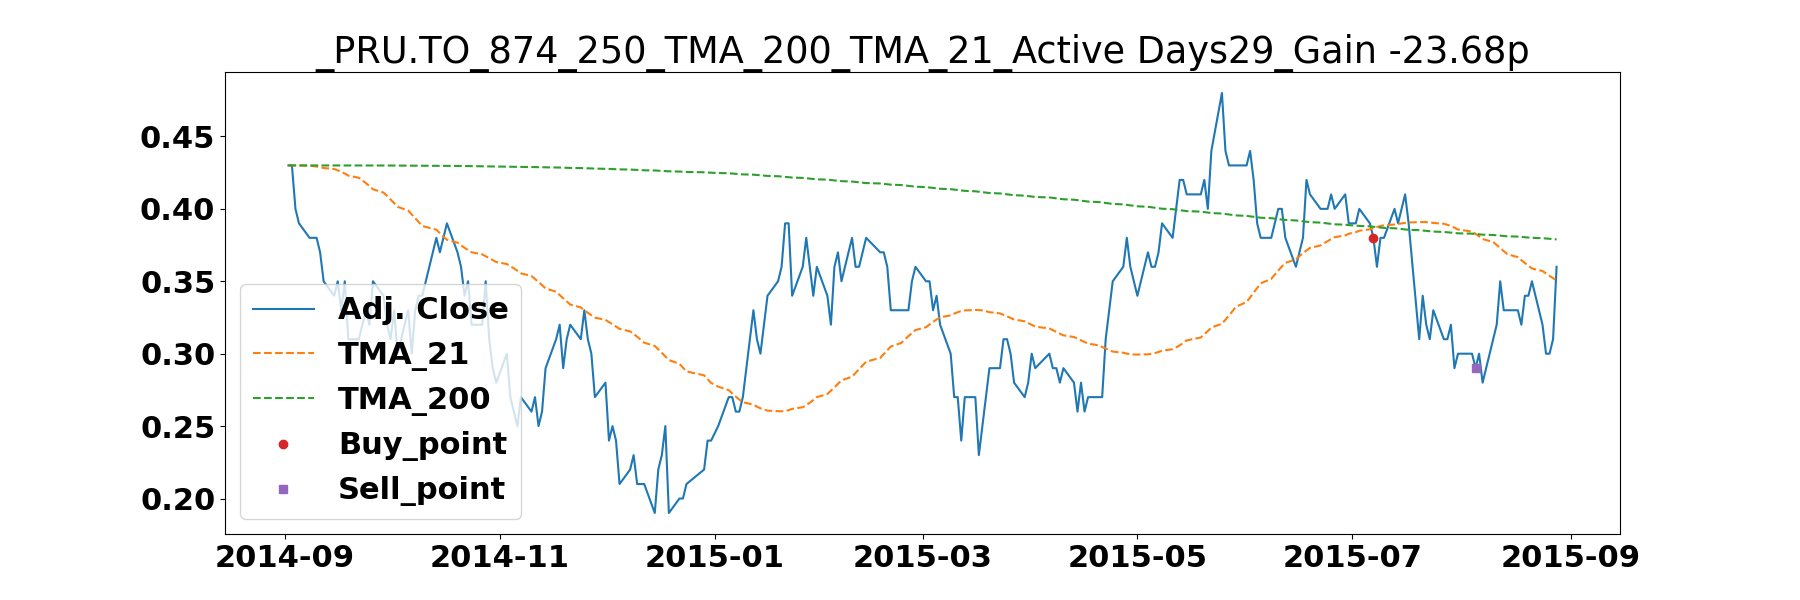 _PRU.TO_874_250_TMA_200_TMA_21_Active Days29_Gain -23.68p
0.45
0.40
0.35
0.30
0.25
0.20
Adj. Close
TMA_21
TMA_200
Buy_point
Sell_point
2014-09 2014-11 2015-01 2015-03 2015-05 2015-07 2015-09